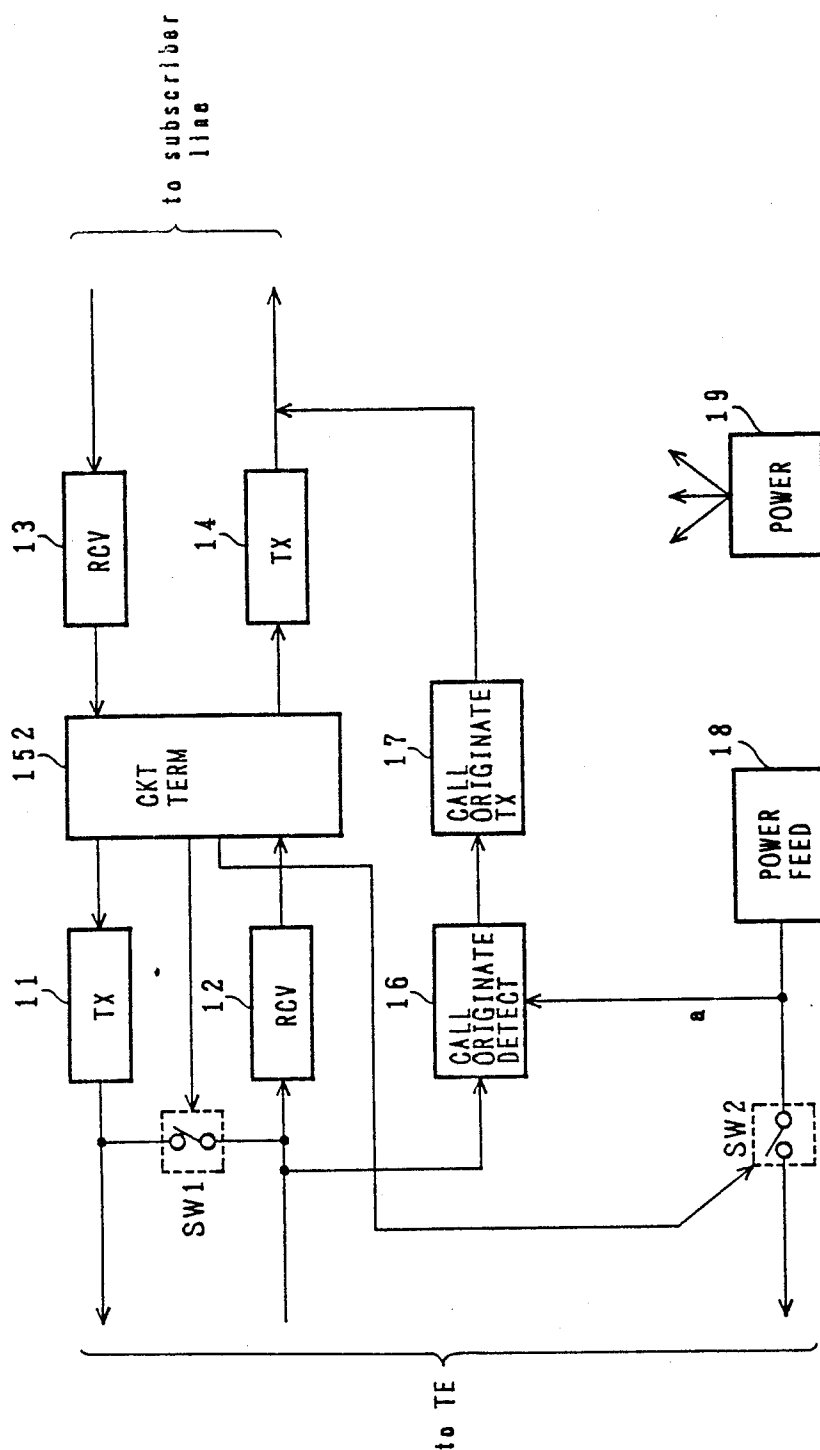 to subscriber
line
13
RCV
14
TX
152
CKT
TERM
11
TX
12
RCV
SW1
17
CALL
ORIGINATE
TX
16
CALL
ORIGINATE
DETECT
a
19
POWER
18
POWER
FEED
SW2
to TE